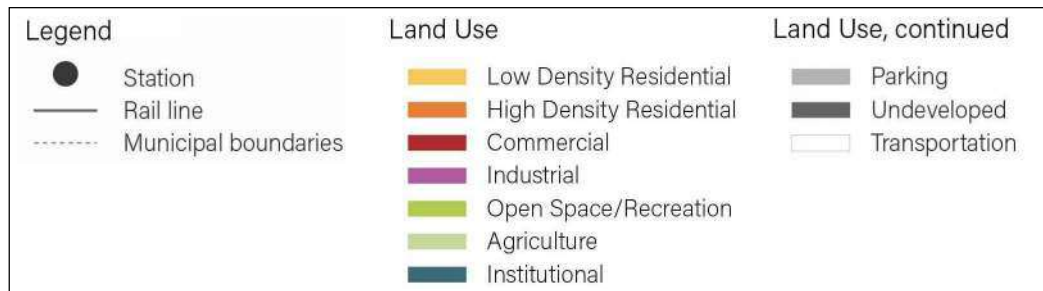 Legend
Station
Rail line
Municipal boundaries
Land Use
Low Density Residential
High Density Residential
Commercial
Industrial
Open Space/Recreation
Agriculture
Institutional
Land Use, continued
Parking
Undeveloped
Transportation